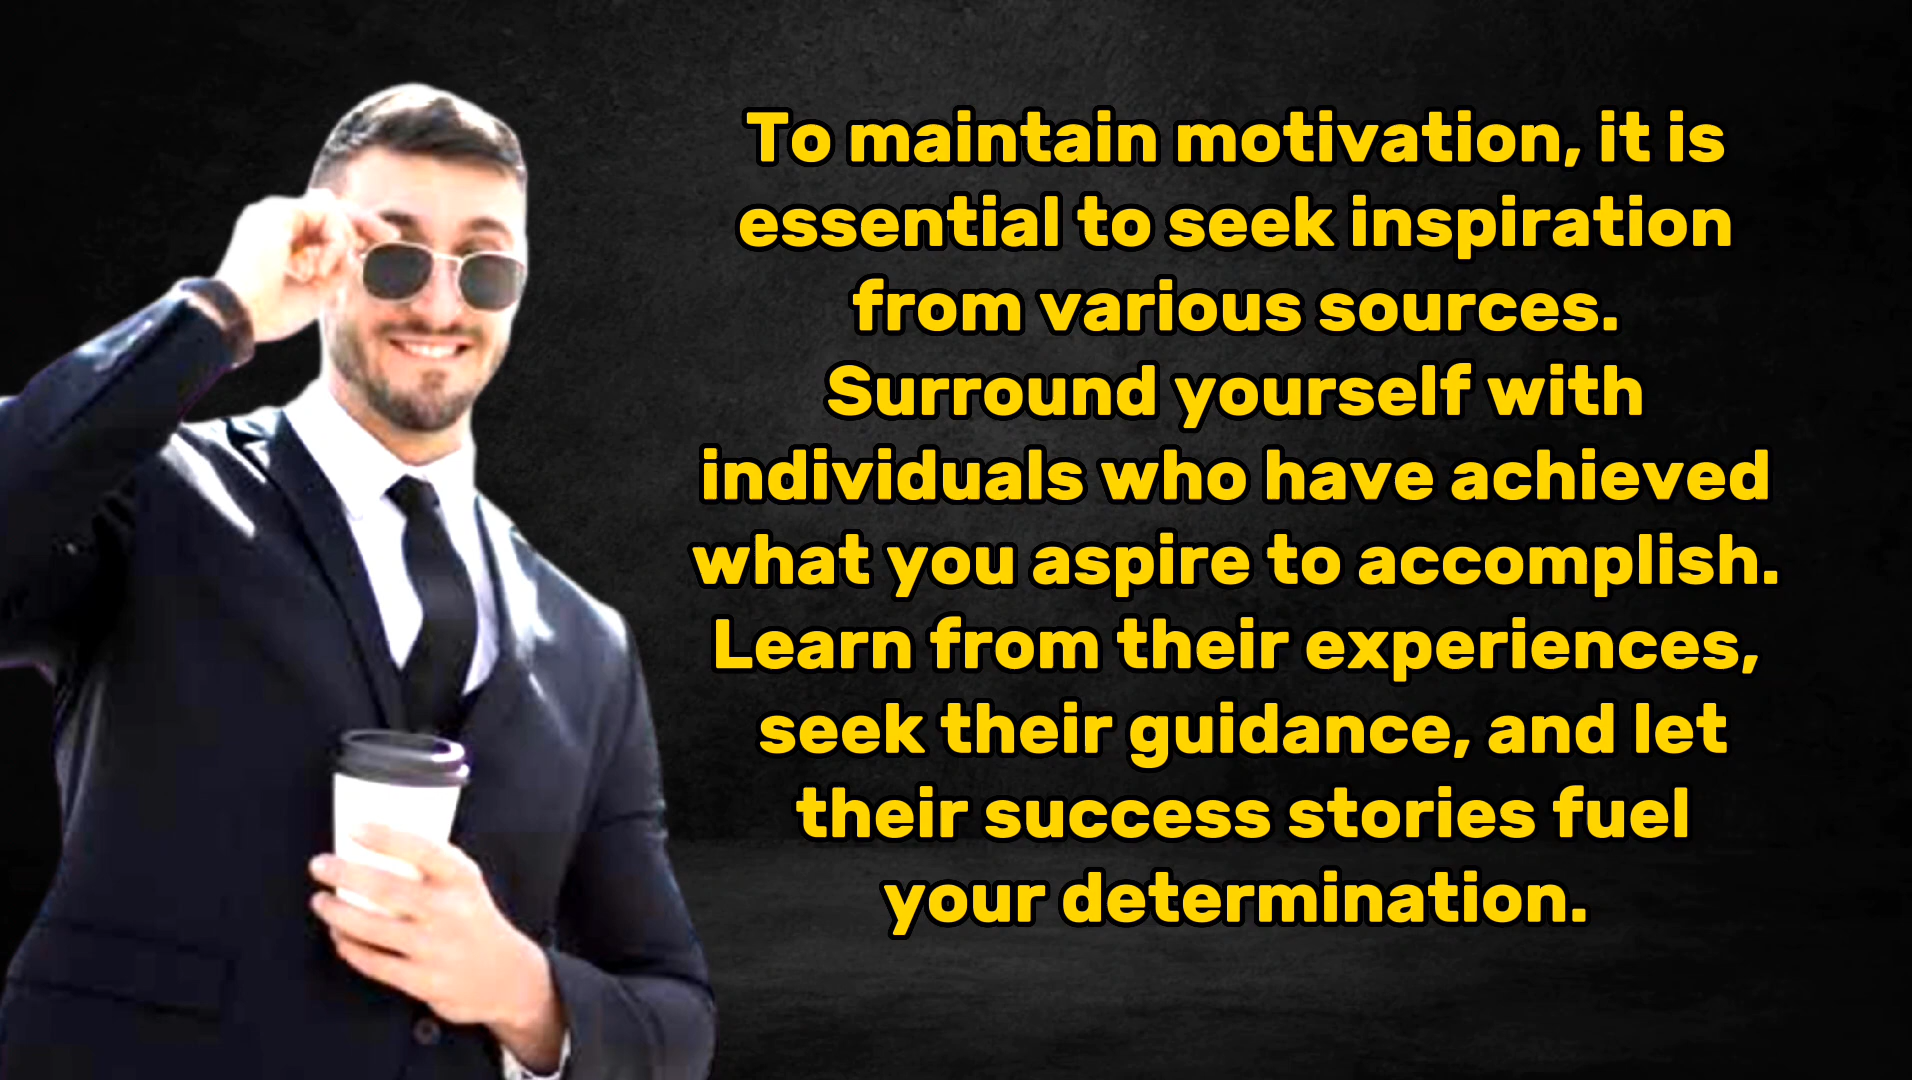 To maintain motivation, it is
essential to seek inspiration
from various sources.
Surround yourself with
individuals who have achieved
what you aspire to accomplish.
Learn from their experiences,
seek their guidance, and let
their success stories fuel
your determination.